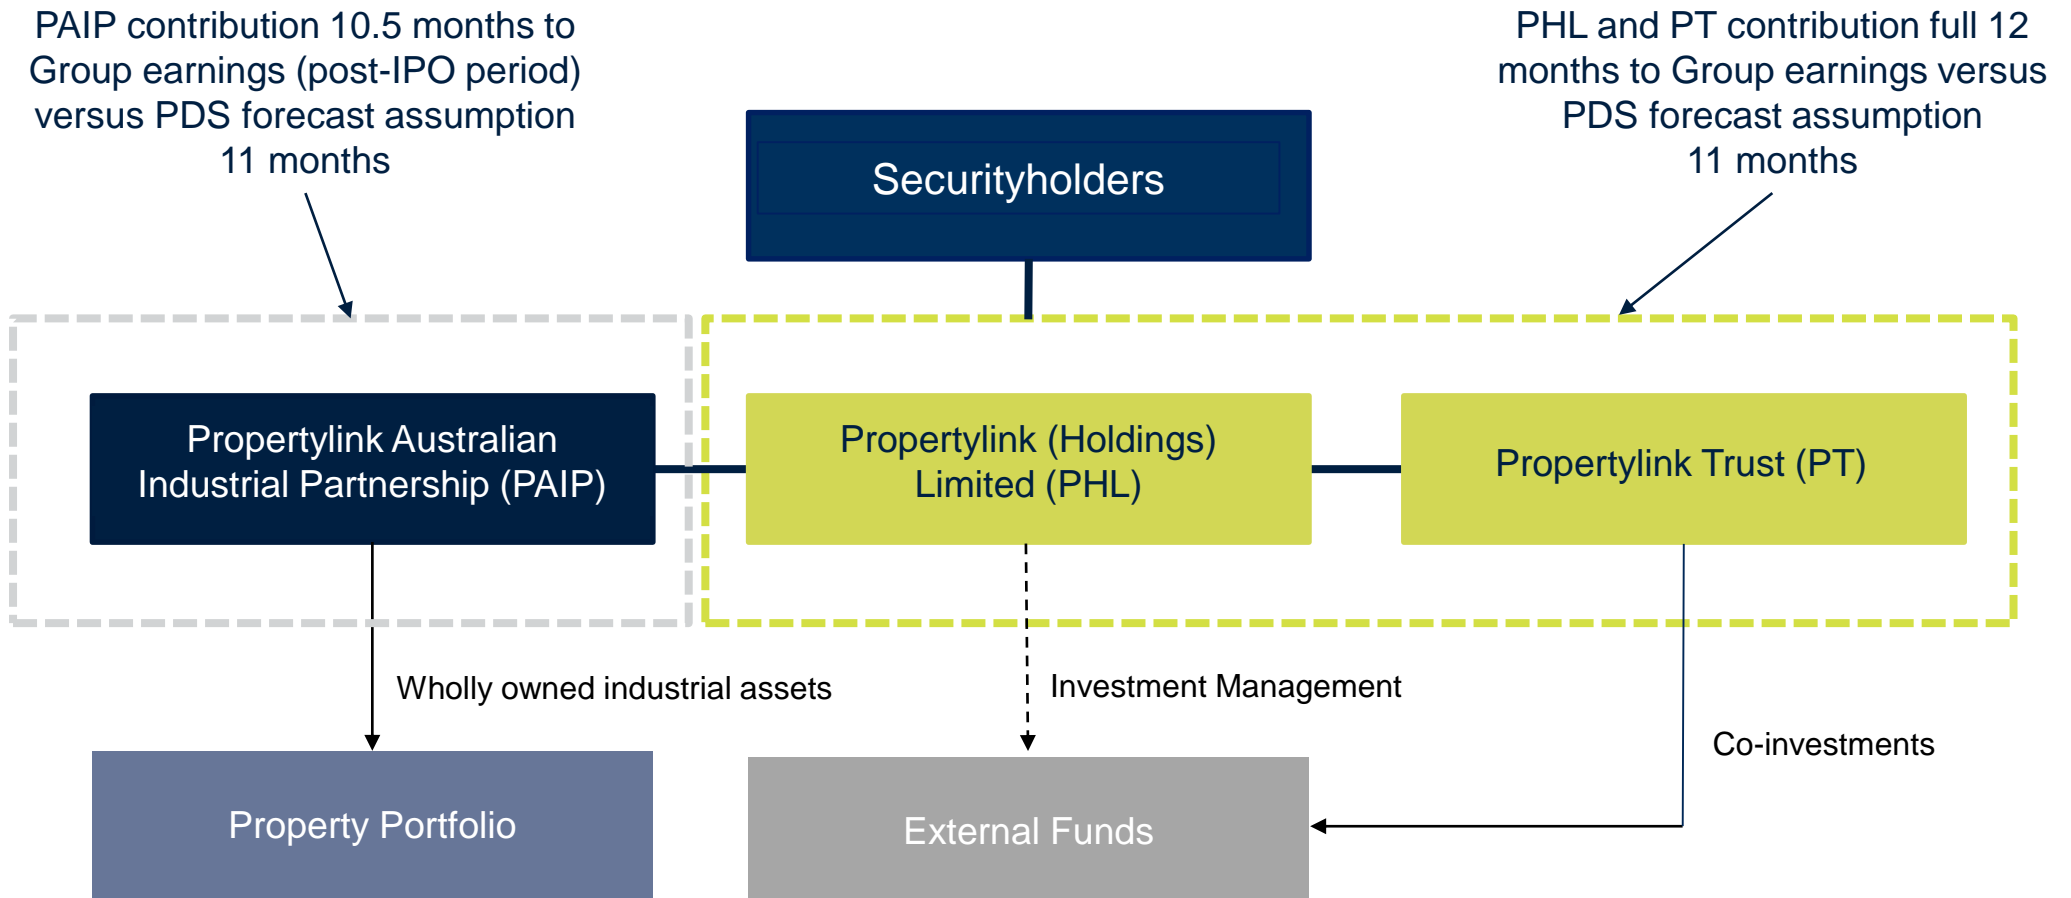 PAIP contribution 10.5 months to
Group earnings (post-IPO period)
versus PDS forecast assumption
11 months
PHL and PT contribution full 12
months to Group earnings versus
PDS forecast assumption
11 months
Securityholders
Propertylink Australian
Industrial Partnership (PAIP)
Propertylink (Holdings)
Limited (PHL)
Propertylink Trust (PT)
Wholly owned industrial assets
Investment Management
Co-investments
Property Portfolio
External Funds